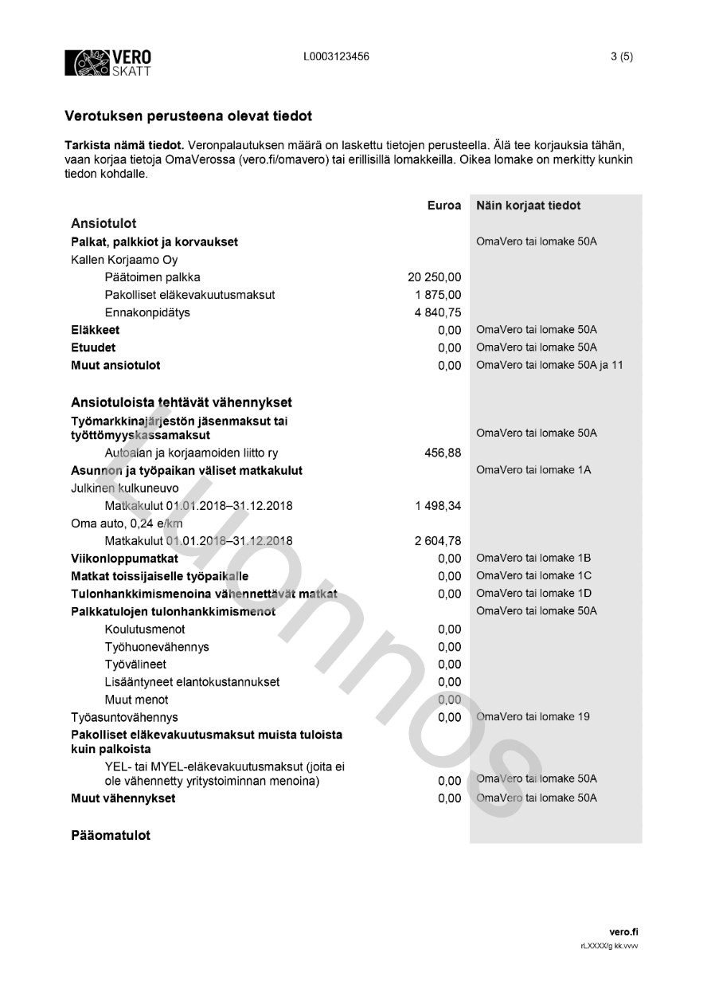 VERO
SKATT
L0003123456
3 (5)
Verotuksen perusteena olevat tiedot
Tarkista nämä tiedot. Veronpalautuksen määrä on laskettu tietojen perusteella. Älä tee korjauksia tähän,
vaan korjaa tietoja OmaVerossa (vero.fi/omavero) tai erillisillä lomakkeilla. Oikea lomake on merkitty kunkin
tiedon kohdalle.
Euroa Näin korjaat tiedot
Ansiotulot
Palkat, palkkiot ja korvaukset OmaVero tai lomake 50A
Kallen Korjaamo Oy
Päätoimen palkka 20 250,00
Pakolliset eläkevakuutusmaksut 1 875,00
Ennakonpidätys 4 840,75
Eläkkeet 0,00 OmaVero tai lomake 50A
Etuudet 0,00 OmaVero tai lomake 50A
Muut ansiotulot 0,00 OmaVero tai lomake 50A ja 11
Ansiotuloista tehtävät vähennykset
Työmarkkinajärjestön jäsenmaksut tai
työttömyyskassamaksut OmaVero tai lomake 50A
Autoalan ja korjaamoiden liitto ry 456,88
Asunnon ja työpaikan väliset matkakulut OmaVero tai lomake 1A
Julkinen kulkuneuvo
Matkakulut 01.01.2018–31.12.2018 1 498,34
Oma auto, 0,24 e/km
Matkakulut 01.01.2018–31.12.2018 2 604,78
Viikonloppumatkat 0,00 OmaVero tai lomake 1B
Matkat toissijaiselle työpaikalle 0,00 OmaVero tai lomake 1C
Tulonhankkimismenoina vähennettävät matkat 0,00 OmaVero tai lomake 1D
Palkkatulojen tulonhankkimismenot OmaVero tai lomake 50A
Koulutusmenot 0,00
Työhuonevähennys 0,00
Työvälineet 0,00
Lisääntyneet elantokustannukset 0,00
Muut menot 0,00
Työasuntovähennys 0,00 OmaVero tai lomake 19
Pakolliset eläkevakuutusmaksut muista tuloista
kuin palkoista
YEL- tai MYEL-eläkevakuutusmaksut (joita ei
ole vähennetty yritystoiminnan menoina) 0,00 OmaVero tai lomake 50A
Muut vähennykset 0,00 OmaVero tai lomake 50A
Pääomatulot
Luonnos
vero.fi
rLXXXX/g kk.vvvv